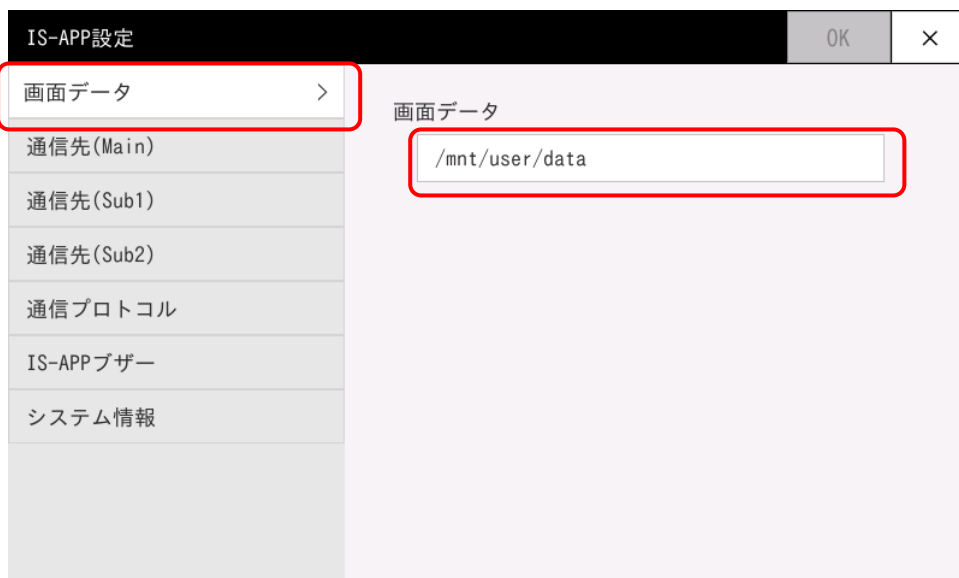 IS-APP設定
OK
×
画面データ
>
通信先(Main)
通信先(Sub1)
通信先(Sub2)
通信プロトコル
IS-APPブザー
システム情報
画面データ
/mnt/user/data